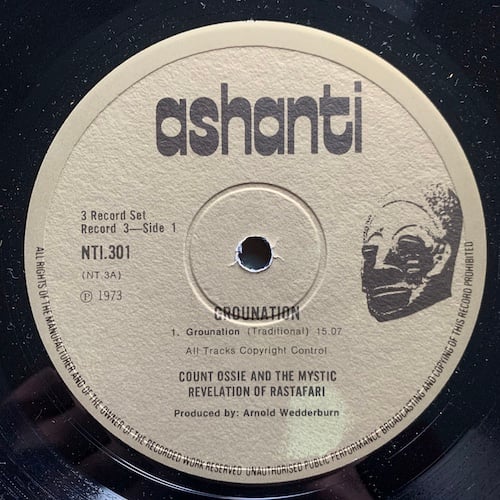 ashanti
3 Record Set
Record 3—Side 1
NTI.301
(NT.3A)
Ⓟ 1973
GROUNATION
1. Grounation (Traditional) 15.07
All Tracks Copyright Control
COUNT OSSIE AND THE MYSTIC
REVELATION OF RASTAFARI
Produced by: Arnold Wedderburn
ALL RIGHTS OF THE MANUFACTURER AND OF THE OWNER OF THE RECORDED WORK RESERVED UNAUTHORISED PUBLIC PERFORMANCE BROADCASTING AND COPYING OF THIS RECORD PROHIBITED